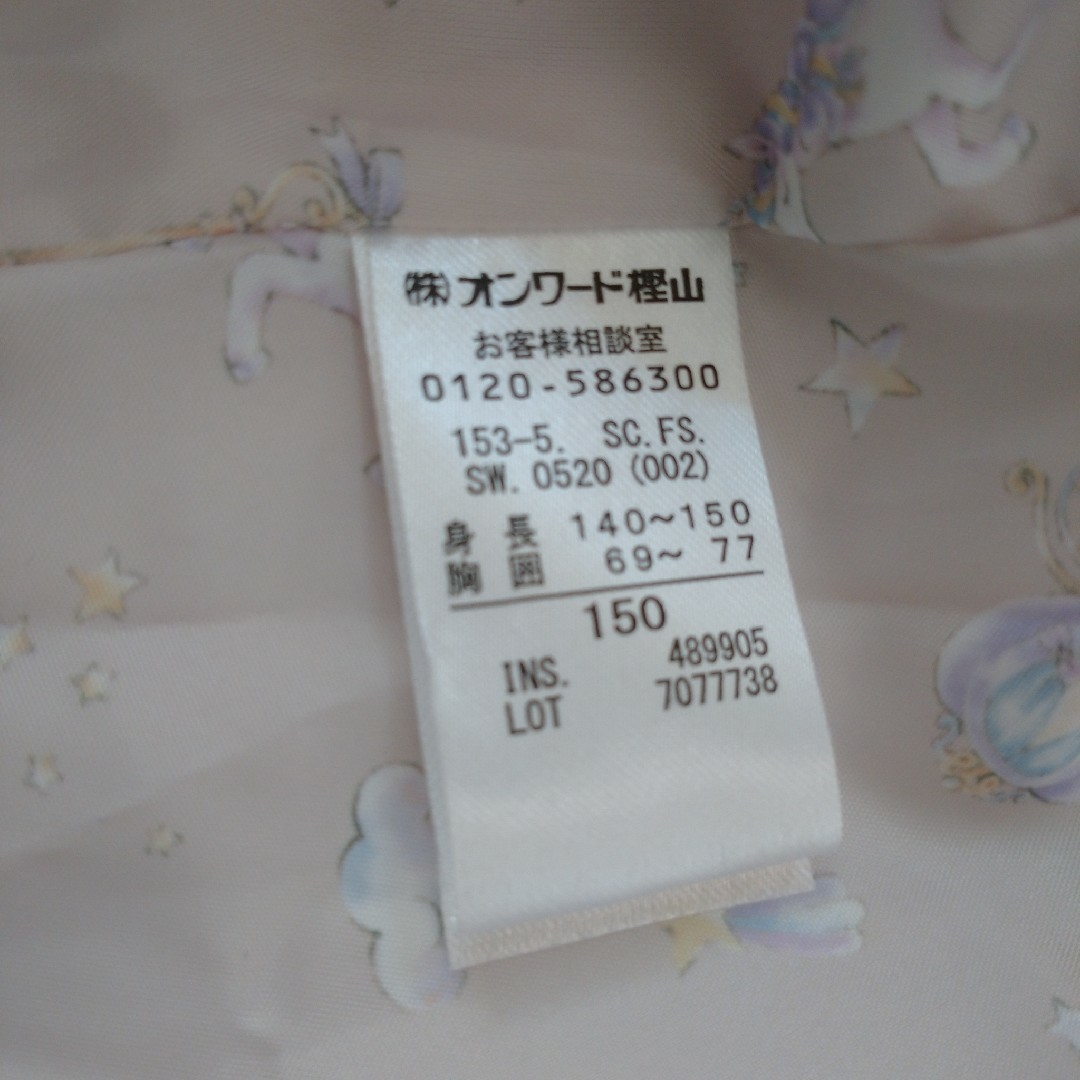 ㈱オンワード樫山
お客様相談室
0120-586300
153-5. SC.FS.
SW. 0520 (002)
身長 140~150
胸囲 69~ 77
150
INS. 489905
LOT 7077738